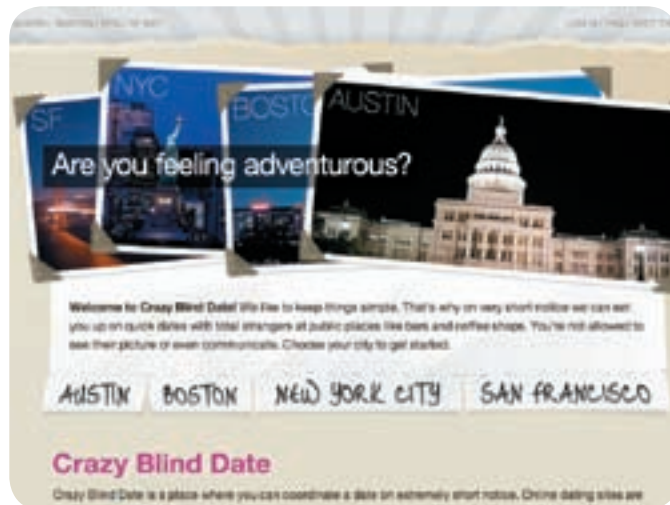 SF
NYC
BOSTO
AUSTIN
Are you feeling adventurous?
Welcome to Crazy Blind Date! We like to keep things simple. That's why on very short notice we can set
you up on quick dates with total strangers at public places like bars and coffee shops. You're not allowed to
see their picture or even communicate. Choose your city to get started.
AUSTIN
BOSTON
NEW YORK CITY
SAN FRANCISCO
Crazy Blind Date
Crazy Blind Date is a place where you can coordinate a date on extremely short notice. Online dating sites are